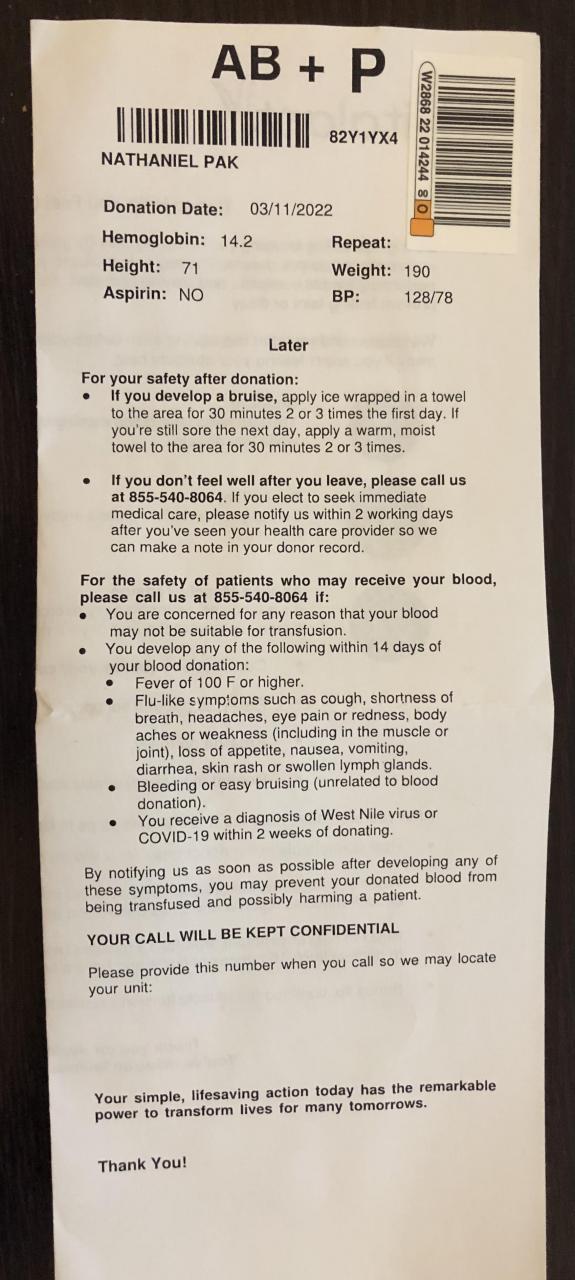 AB + P
W2868 22 014244 00 O
82Y1YX4
NATHANIEL PAK
Donation Date: 03/11/2022
Hemoglobin: 14.2 Repeat:
Height: 71 Weight: 190
Aspirin: NO BP: 128/78
Later
For your safety after donation:
• If you develop a bruise, apply ice wrapped in a towel
to the area for 30 minutes 2 or 3 times the first day. If
you're still sore the next day, apply a warm, moist
towel to the area for 30 minutes 2 or 3 times.
• If you don't feel well after you leave, please call us
at 855-540-8064. If you elect to seek immediate
medical care, please notify us within 2 working days
after you've seen your health care provider so we
can make a note in your donor record.
For the safety of patients who may receive your blood,
please call us at 855-540-8064 if:
• You are concerned for any reason that your blood
may not be suitable for transfusion.
• You develop any of the following within 14 days of
your blood donation:
• Fever of 100 F or higher.
• Flu-like symptoms such as cough, shortness of
breath, headaches, eye pain or redness, body
aches or weakness (including in the muscle or
joint), loss of appetite, nausea, vomiting,
diarrhea, skin rash or swollen lymph glands.
• Bleeding or easy bruising (unrelated to blood
donation).
• You receive a diagnosis of West Nile virus or
COVID-19 within 2 weeks of donating.
By notifying us as soon as possible after developing any of
these symptoms, you may prevent your donated blood from
being transfused and possibly harming a patient.
YOUR CALL WILL BE KEPT CONFIDENTIAL
Please provide this number when you call so we may locate
your unit:
Your simple, lifesaving action today has the remarkable
power to transform lives for many tomorrows.
Thank You!